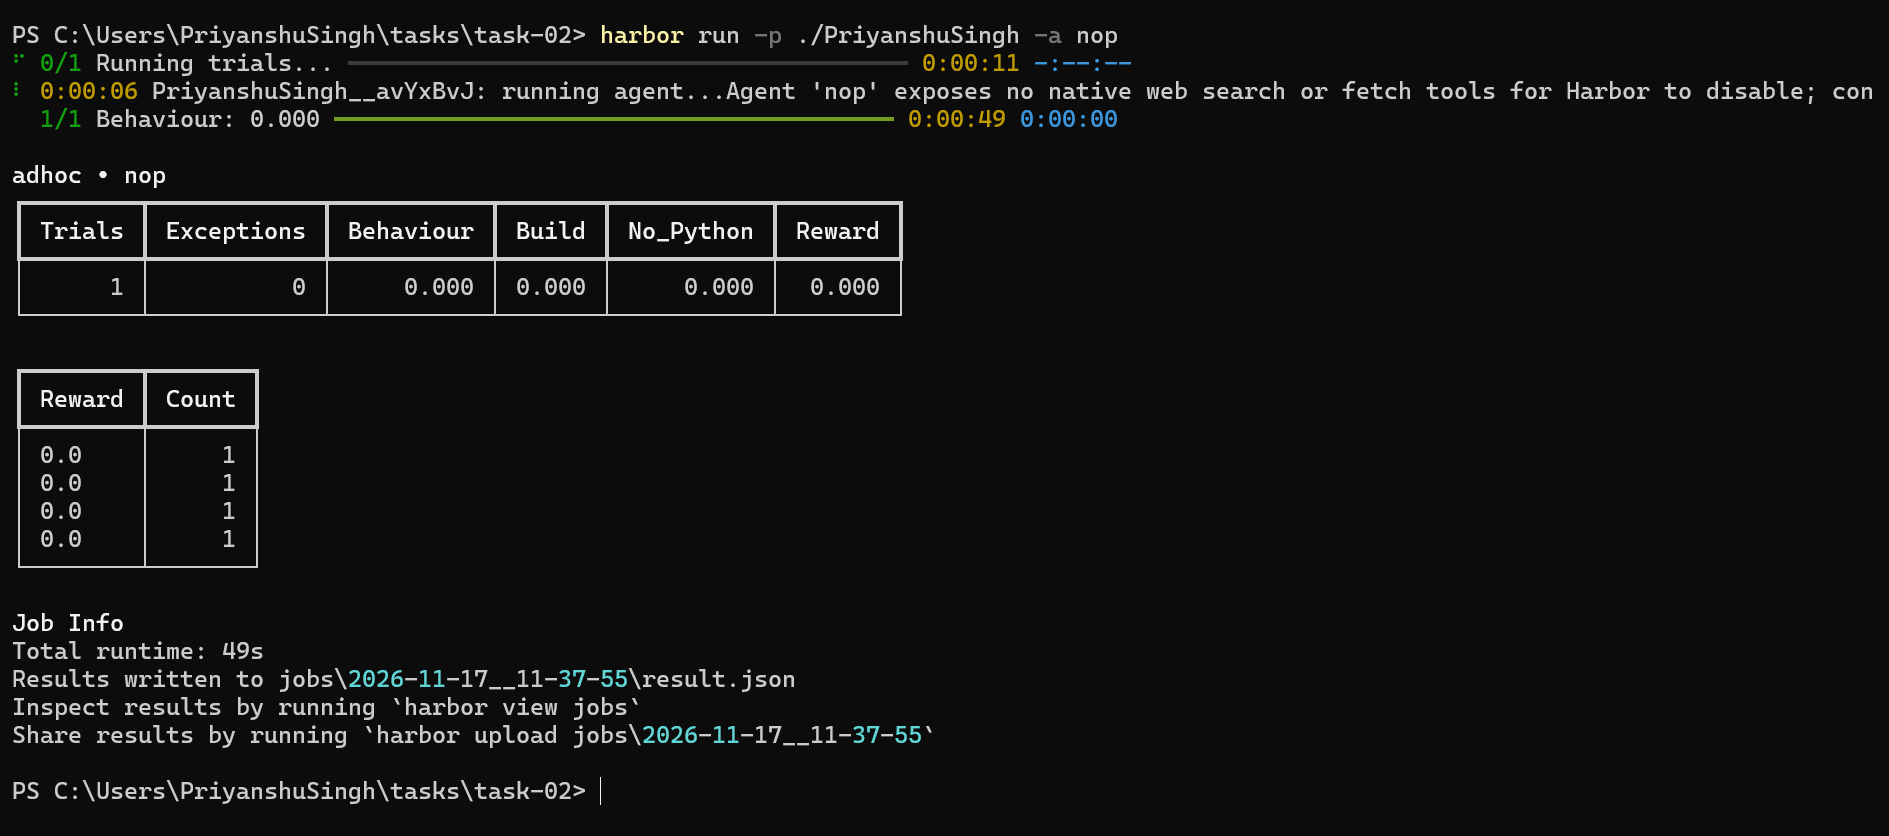 PS C:\Users\PriyanshuSingh\tasks\task-02> harbor run -p ./PriyanshuSingh -a nop
0/1 Running trials... 0:00:11 -:--:--
0:00:06 PriyanshuSingh__avYxBvJ: running agent...Agent 'nop' exposes no native web search or fetch tools for Harbor to disable; con
1/1 Behaviour: 0.000 0:00:49 0:00:00
adhoc • nop
Trials Exceptions Behaviour Build No_Python Reward
1 0 0.000 0.000 0.000 0.000
Reward Count
0.0 1
0.0 1
0.0 1
0.0 1
Job Info
Total runtime: 49s
Results written to jobs\2026-11-17__11-37-55\result.json
Inspect results by running `harbor view jobs`
Share results by running `harbor upload jobs\2026-11-17__11-37-55`
PS C:\Users\PriyanshuSingh\tasks\task-02>